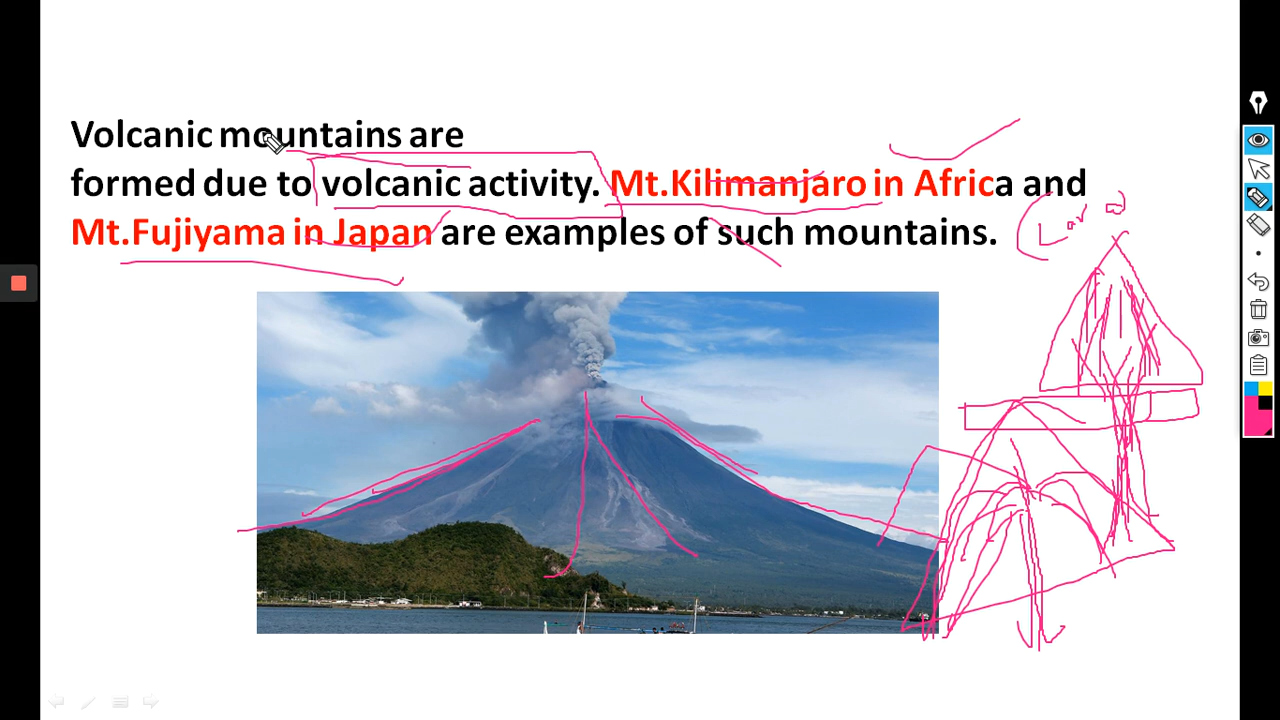 Volcanic mountains are
formed due to volcanic activity. Mt.Kilimanjaro in Africa and
Mt.Fujiyama in Japan are examples of such mountains.